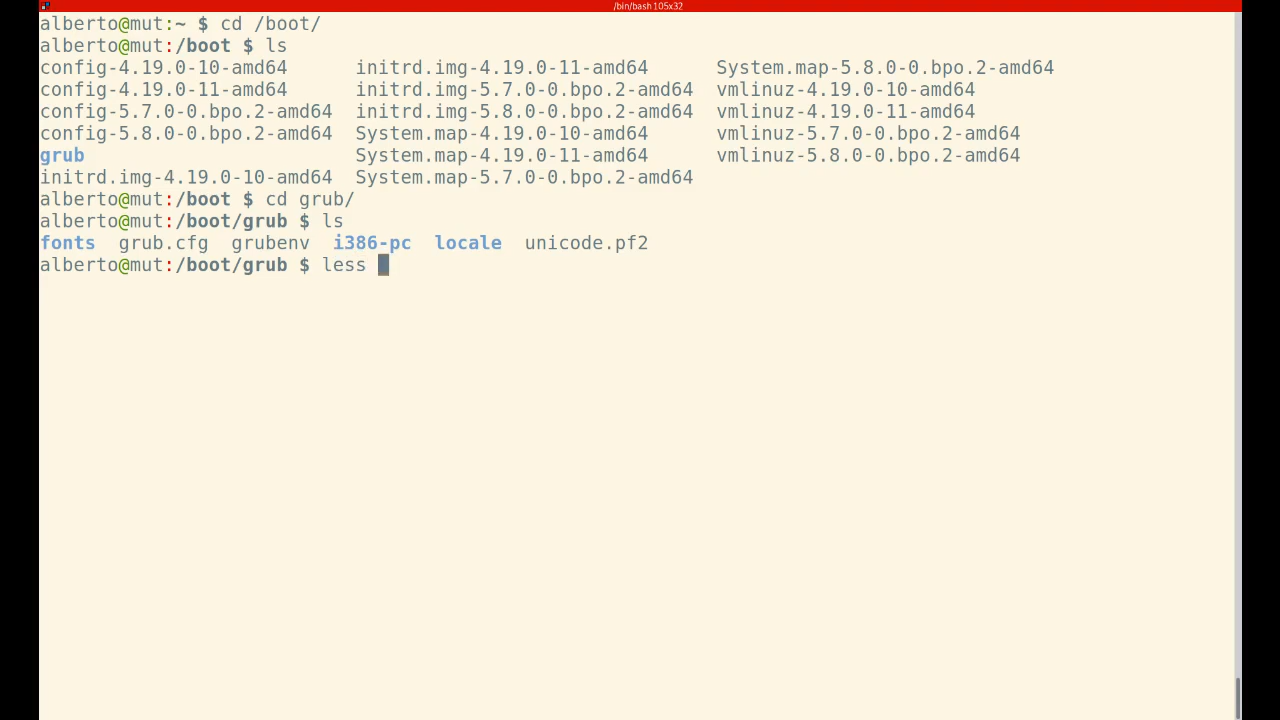 /bin/bash 105x32
alberto@mut:~ $ cd /boot/
alberto@mut:/boot $ ls
config-4.19.0-10-amd64      initrd.img-4.19.0-11-amd64      System.map-5.8.0-0.bpo.2-amd64
config-4.19.0-11-amd64      initrd.img-5.7.0-0.bpo.2-amd64  vmlinuz-4.19.0-10-amd64
config-5.7.0-0.bpo.2-amd64  initrd.img-5.8.0-0.bpo.2-amd64  vmlinuz-4.19.0-11-amd64
config-5.8.0-0.bpo.2-amd64  System.map-4.19.0-10-amd64      vmlinuz-5.7.0-0.bpo.2-amd64
grub                        System.map-4.19.0-11-amd64      vmlinuz-5.8.0-0.bpo.2-amd64
initrd.img-4.19.0-10-amd64  System.map-5.7.0-0.bpo.2-amd64
alberto@mut:/boot $ cd grub/
alberto@mut:/boot/grub $ ls
fonts  grub.cfg  grubenv  i386-pc  locale  unicode.pf2
alberto@mut:/boot/grub $ less